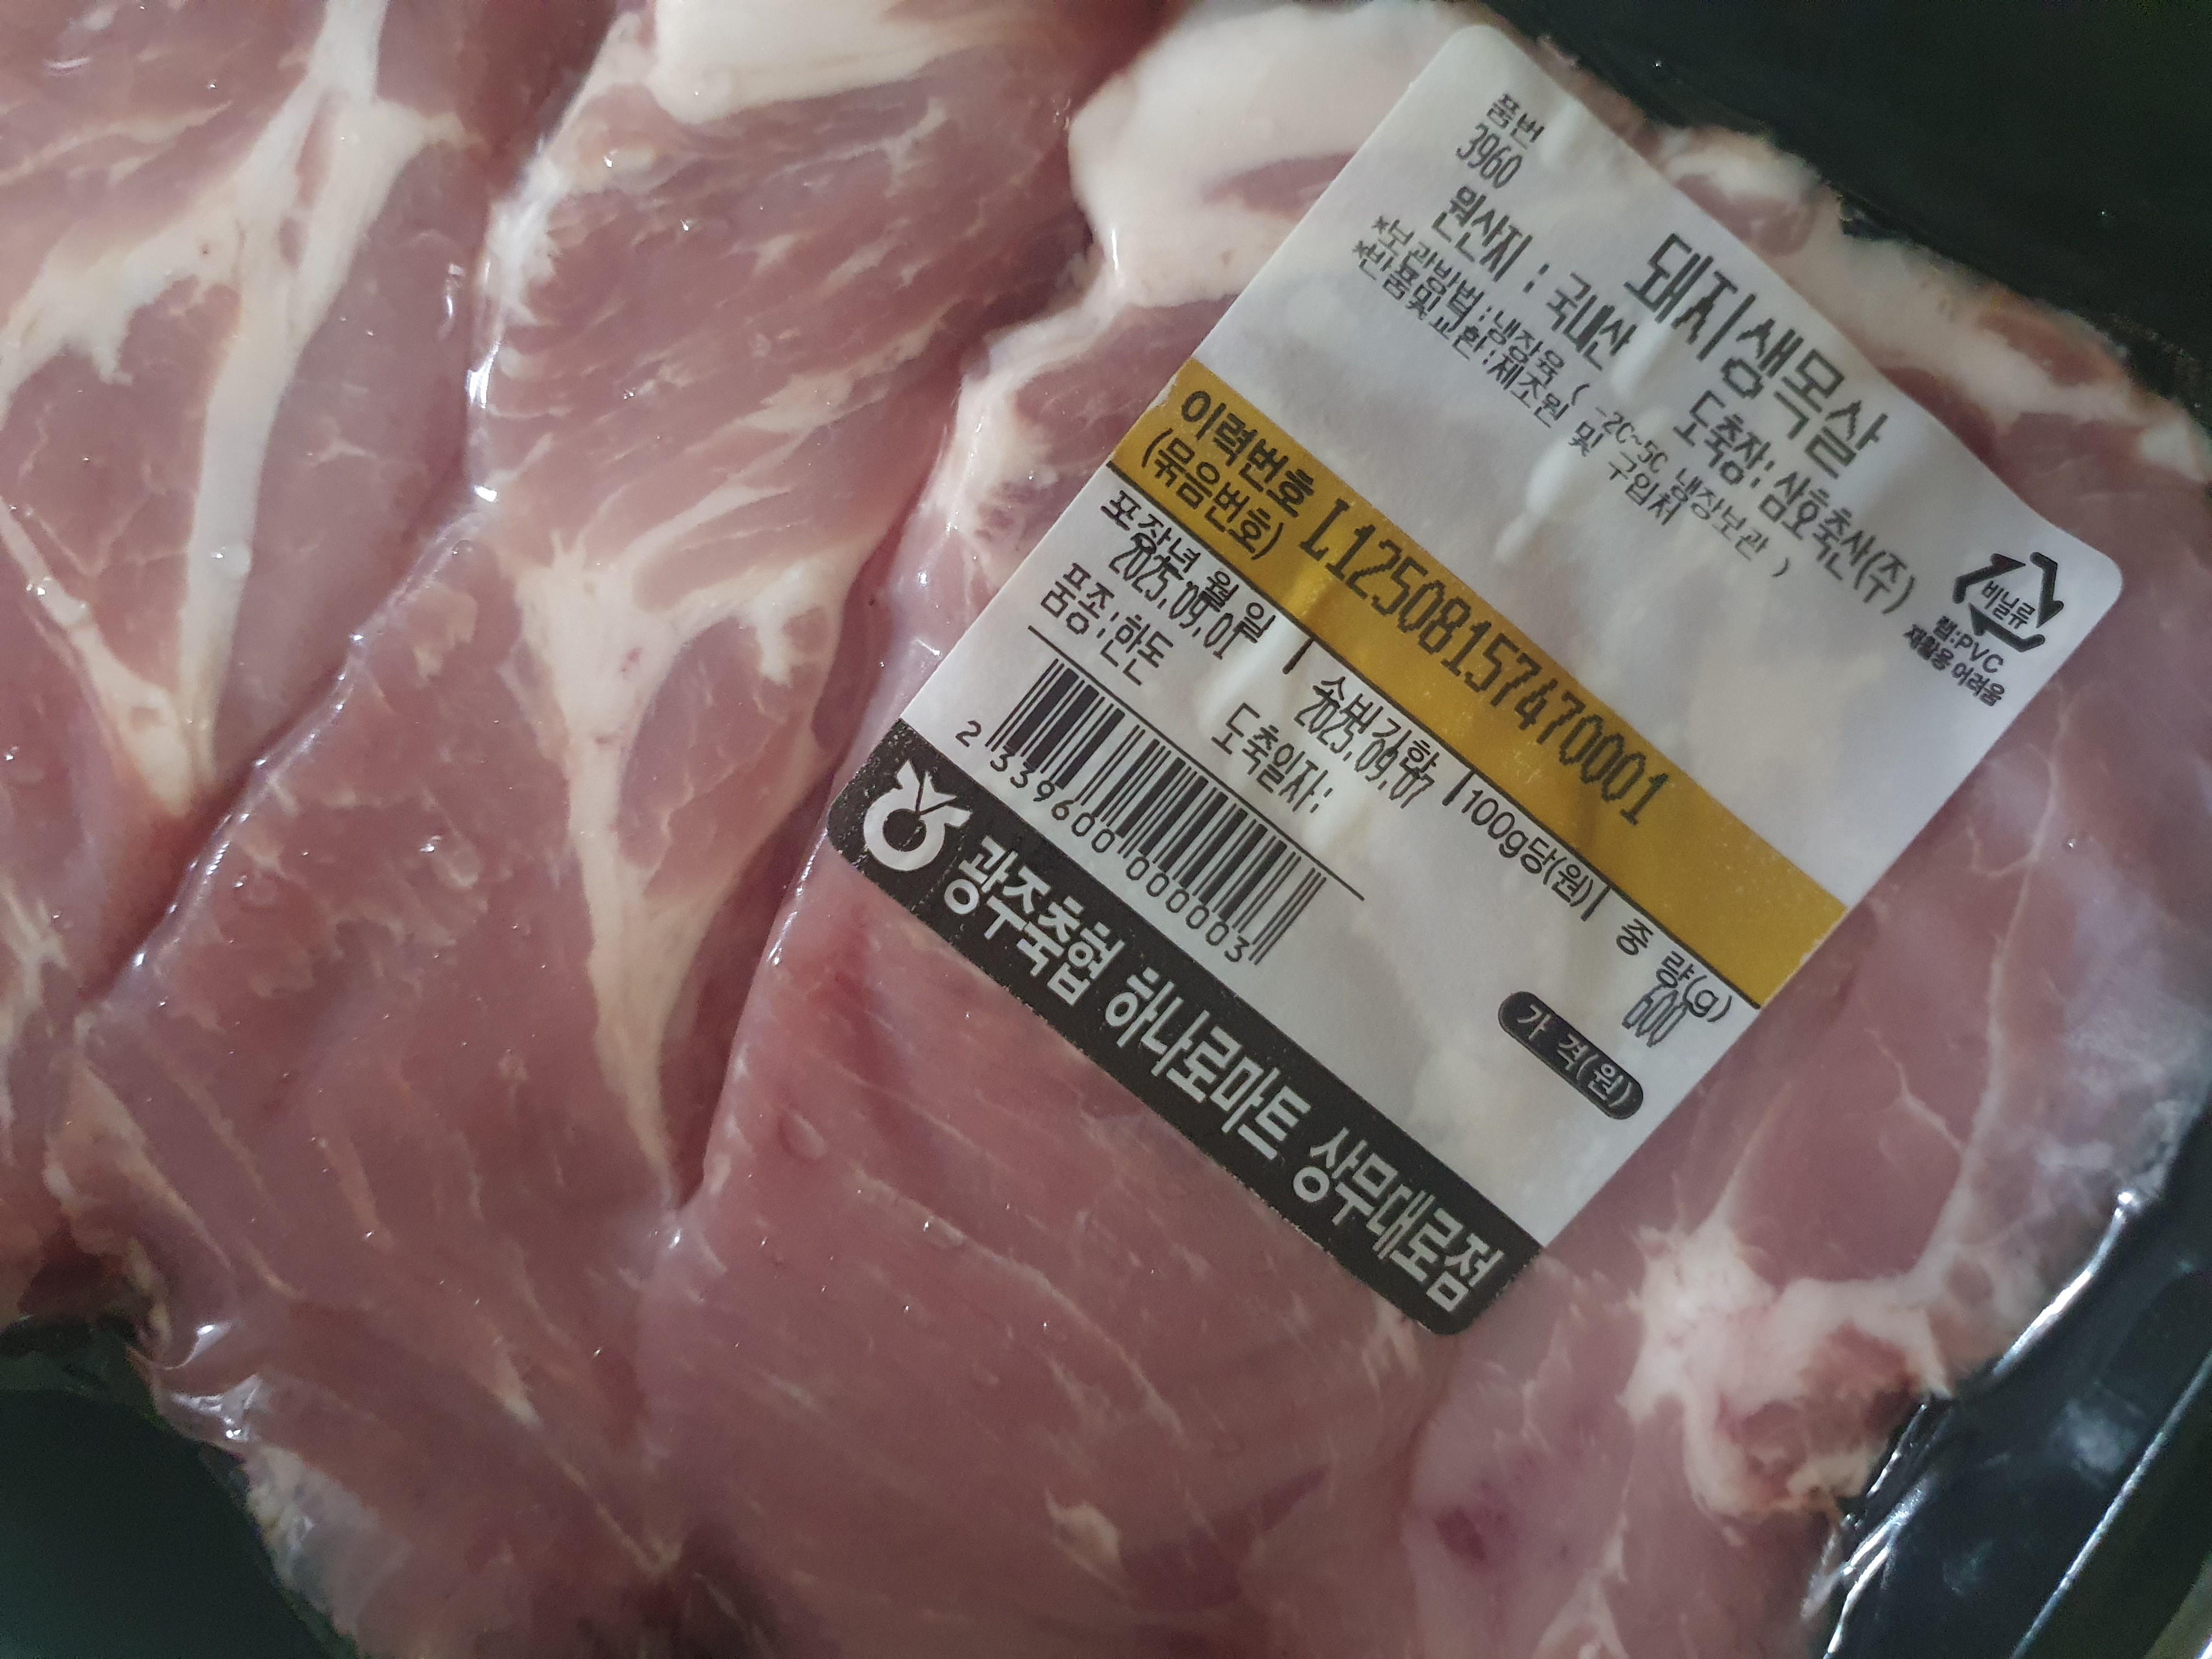 품번
3960
돼지생목살
원산지 : 국내산 도축장: 삼호축산(주)
*보관방법:냉장육 ( -2C~5C 냉장보관 )
*반품및교환:제조원 및 구입처
비닐류
랩:PVC
재활용 어려움
이력번호
(묶음번호)
L12508157470001
포장년월일 | 소비기한 | 100g당(원) | 중 량(g)
2025.09.01 2025.09.07 600
품종:한돈 도축일자:
가 격(원)
2 339600 000003
광주축협 하나로마트 상무대로점